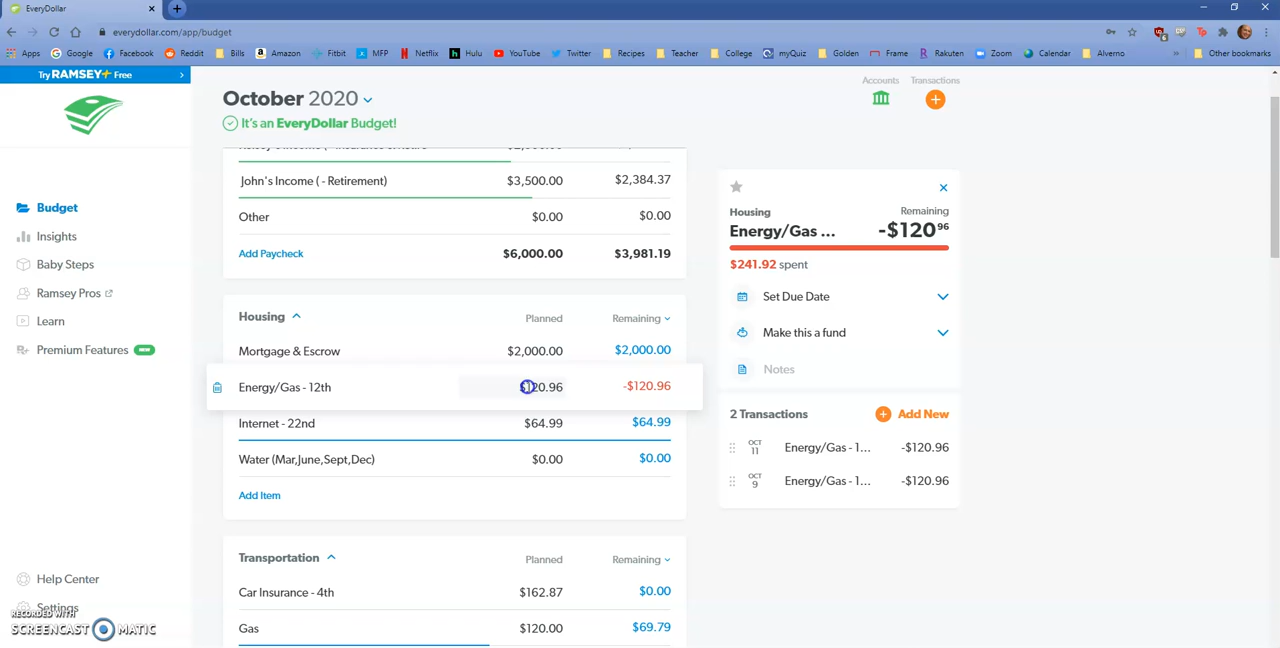 EveryDollar
everydollar.com/app/budget
Apps Google Facebook Reddit Bills Amazon Fitbit MFP Netflix Hulu YouTube Twitter Recipes Teacher College myQuiz Golden Frame Rakuten Zoom Calendar Alverno » Other bookmarks
Try RAMSEY+ Free
Budget
Insights
Baby Steps
Ramsey Pros
Learn
Premium Features NEW
Help Center
Settings
RECORDED WITH
SCREENCAST MATIC
October 2020
It's an EveryDollar Budget!
Accounts Transactions
John's Income ( - Retirement) $3,500.00 $2,384.37
Other $0.00 $0.00
Add Paycheck $6,000.00 $3,981.19
Housing Planned Remaining
Mortgage & Escrow $2,000.00 $2,000.00
Energy/Gas - 12th $120.96 -$120.96
Internet - 22nd $64.99 $64.99
Water (Mar,June,Sept,Dec) $0.00 $0.00
Add Item
Transportation Planned Remaining
Car Insurance - 4th $162.87 $0.00
Gas $120.00 $69.79
Housing Remaining
Energy/Gas ... -$120 96
$241.92 spent
Set Due Date
Make this a fund
Notes
2 Transactions Add New
OCT 11 Energy/Gas - 1... -$120.96
OCT 9 Energy/Gas - 1... -$120.96